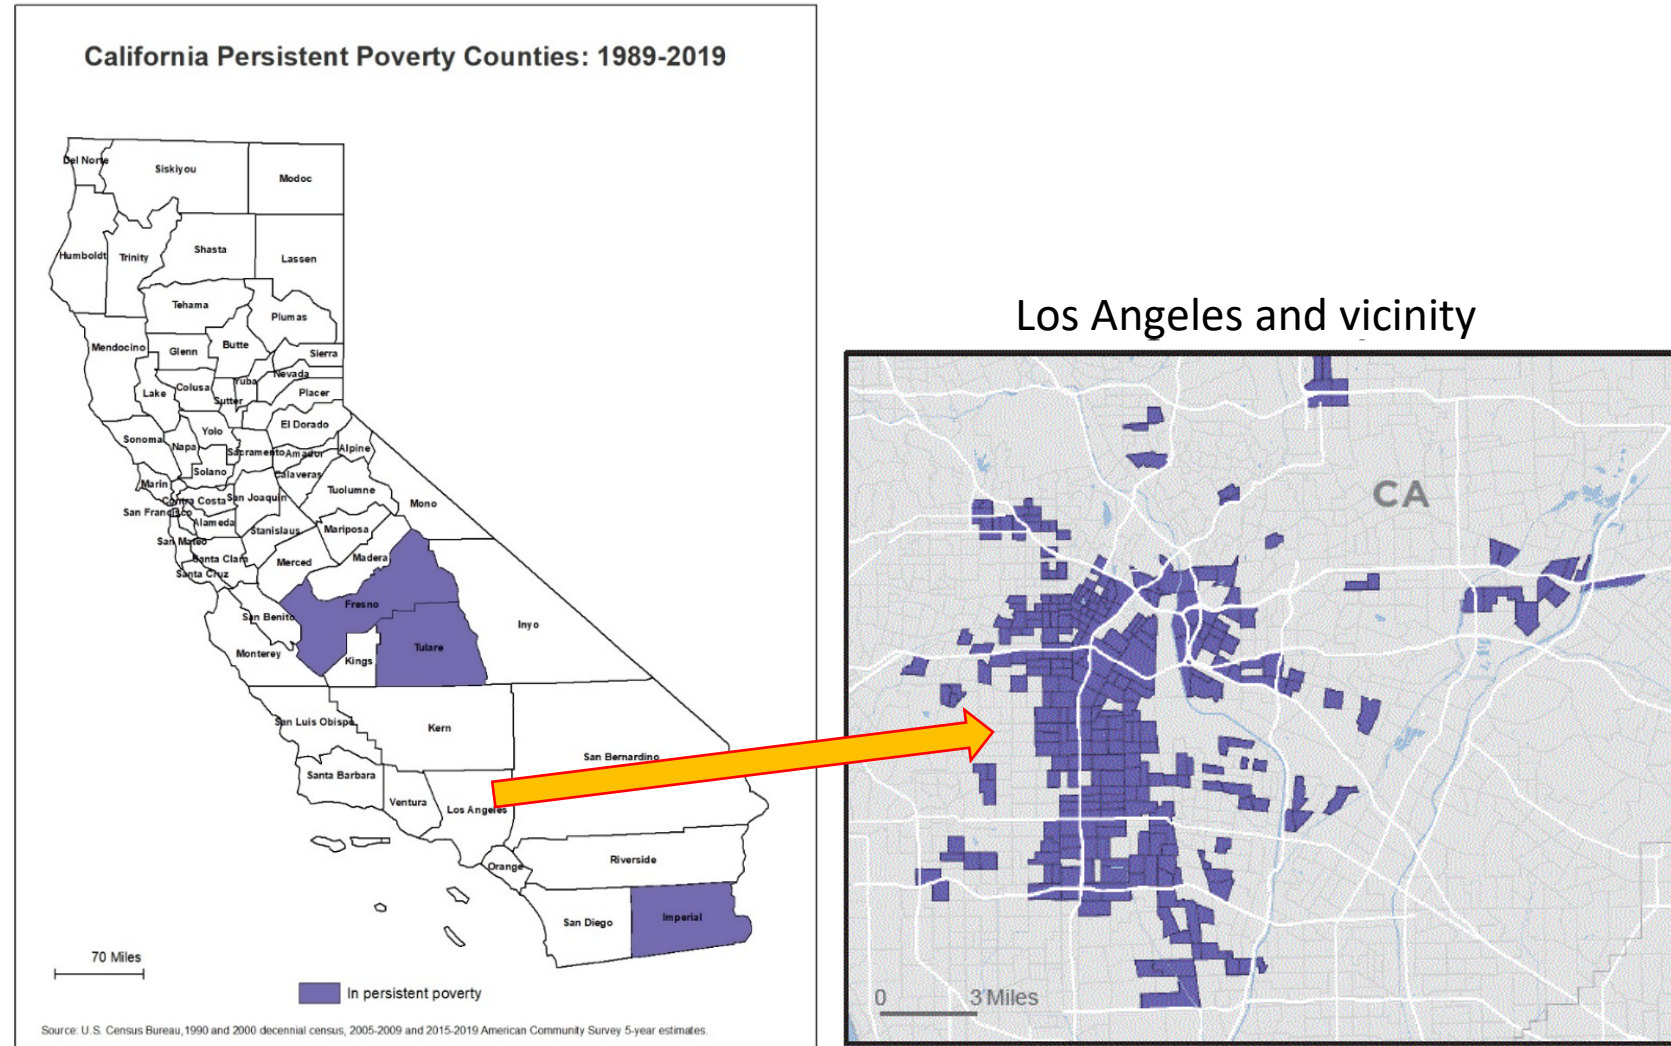 California Persistent Poverty Counties: 1989-2019
Del Norte
Siskiyou
Modoc
Humboldt
Trinity
Shasta
Lassen
Tehama
Plumas
Mendocino
Glenn
Butte
Sierra
Nevada
Lake
Colusa
Yuba
Sutter
Placer
El Dorado
Sonoma
Napa
Yolo
Sacramento
Amador
Alpine
Solano
Calaveras
Marin
Contra Costa
San Joaquin
Tuolumne
Mono
San Francisco
Alameda
Stanislaus
Mariposa
San Mateo
Santa Clara
Merced
Madera
Santa Cruz
Fresno
San Benito
Inyo
Monterey
Kings
Tulare
San Luis Obispo
Kern
San Bernardino
Santa Barbara
Ventura
Los Angeles
Orange
Riverside
San Diego
Imperial
70 Miles
In persistent poverty
Source: U.S. Census Bureau,1990 and 2000 decennial census, 2005-2009 and 2015-2019 American Community Survey 5-year estimates.
Los Angeles and vicinity
CA
0 3 Miles